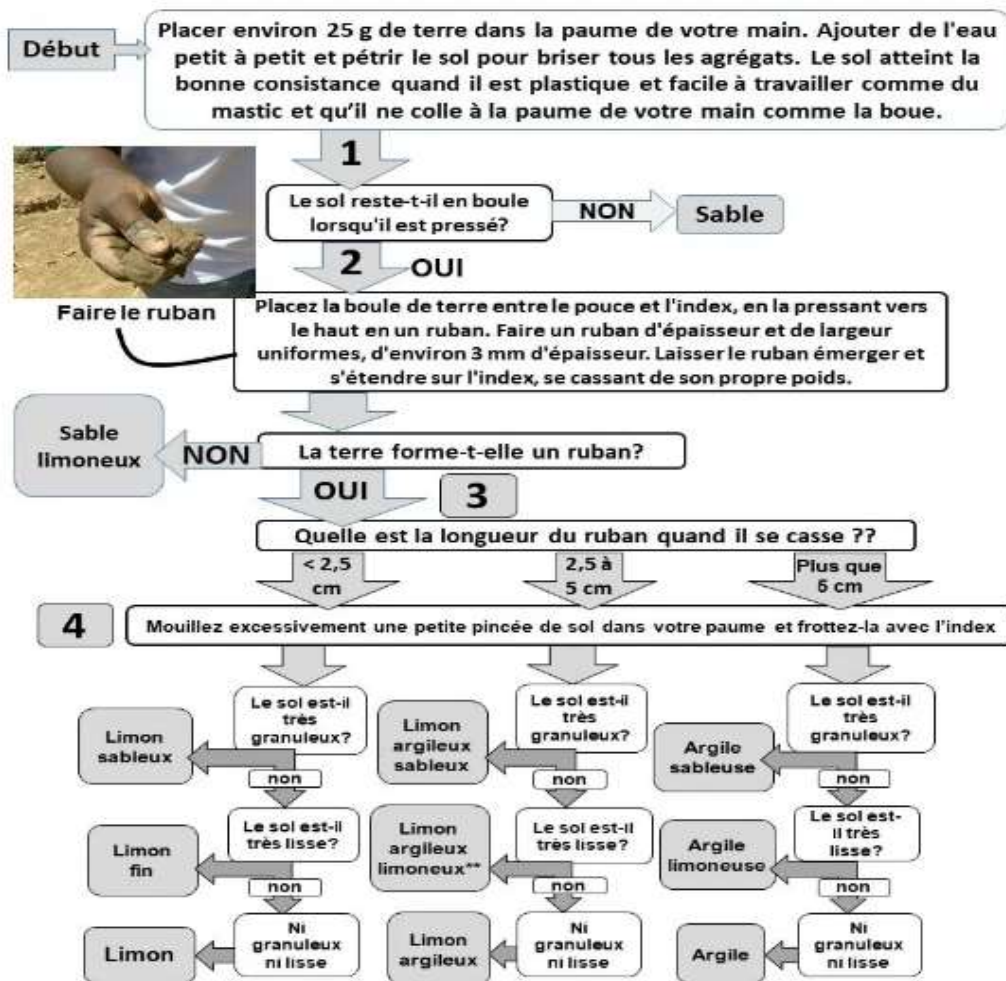 Début
Placer environ 25 g de terre dans la paume de votre main. Ajouter de l'eau
petit à petit et pétrir le sol pour briser tous les agrégats. Le sol atteint la
bonne consistance quand il est plastique et facile à travailler comme du
mastic et qu'il ne colle à la paume de votre main comme la boue.
1
Le sol reste-t-il en boule
lorsqu'il est pressé?
NON
Sable
2
OUI
Faire le ruban
Placez la boule de terre entre le pouce et l'index, en la pressant vers
le haut en un ruban. Faire un ruban d'épaisseur et de largeur
uniformes, d'environ 3 mm d'épaisseur. Laisser le ruban émerger et
s'étendre sur l'index, se cassant de son propre poids.
Sable
limoneux
NON
La terre forme-t-elle un ruban?
OUI
3
Quelle est la longueur du ruban quand il se casse ??
< 2,5
cm
2,5 à
5 cm
Plus que
5 cm
4
Mouillez excessivement une petite pincée de sol dans votre paume et frottez-la avec l'index
Limon
sableux
Le sol est-il
très
granuleux?
non
Limon
argileux
sableux
Le sol est-il
très
granuleux?
non
Argile
sableuse
Le sol est-il
très
granuleux?
non
Limon
fin
Le sol est-il
très lisse?
non
Limon
argileux
limoneux**
Le sol est-il
très lisse?
non
Argile
limoneuse
Le sol est-
il très
lisse?
non
Limon
Ni
granuleux
ni lisse
Limon
argileux
Ni
granuleux
ni lisse
Argile
Ni
granuleux
ni lisse